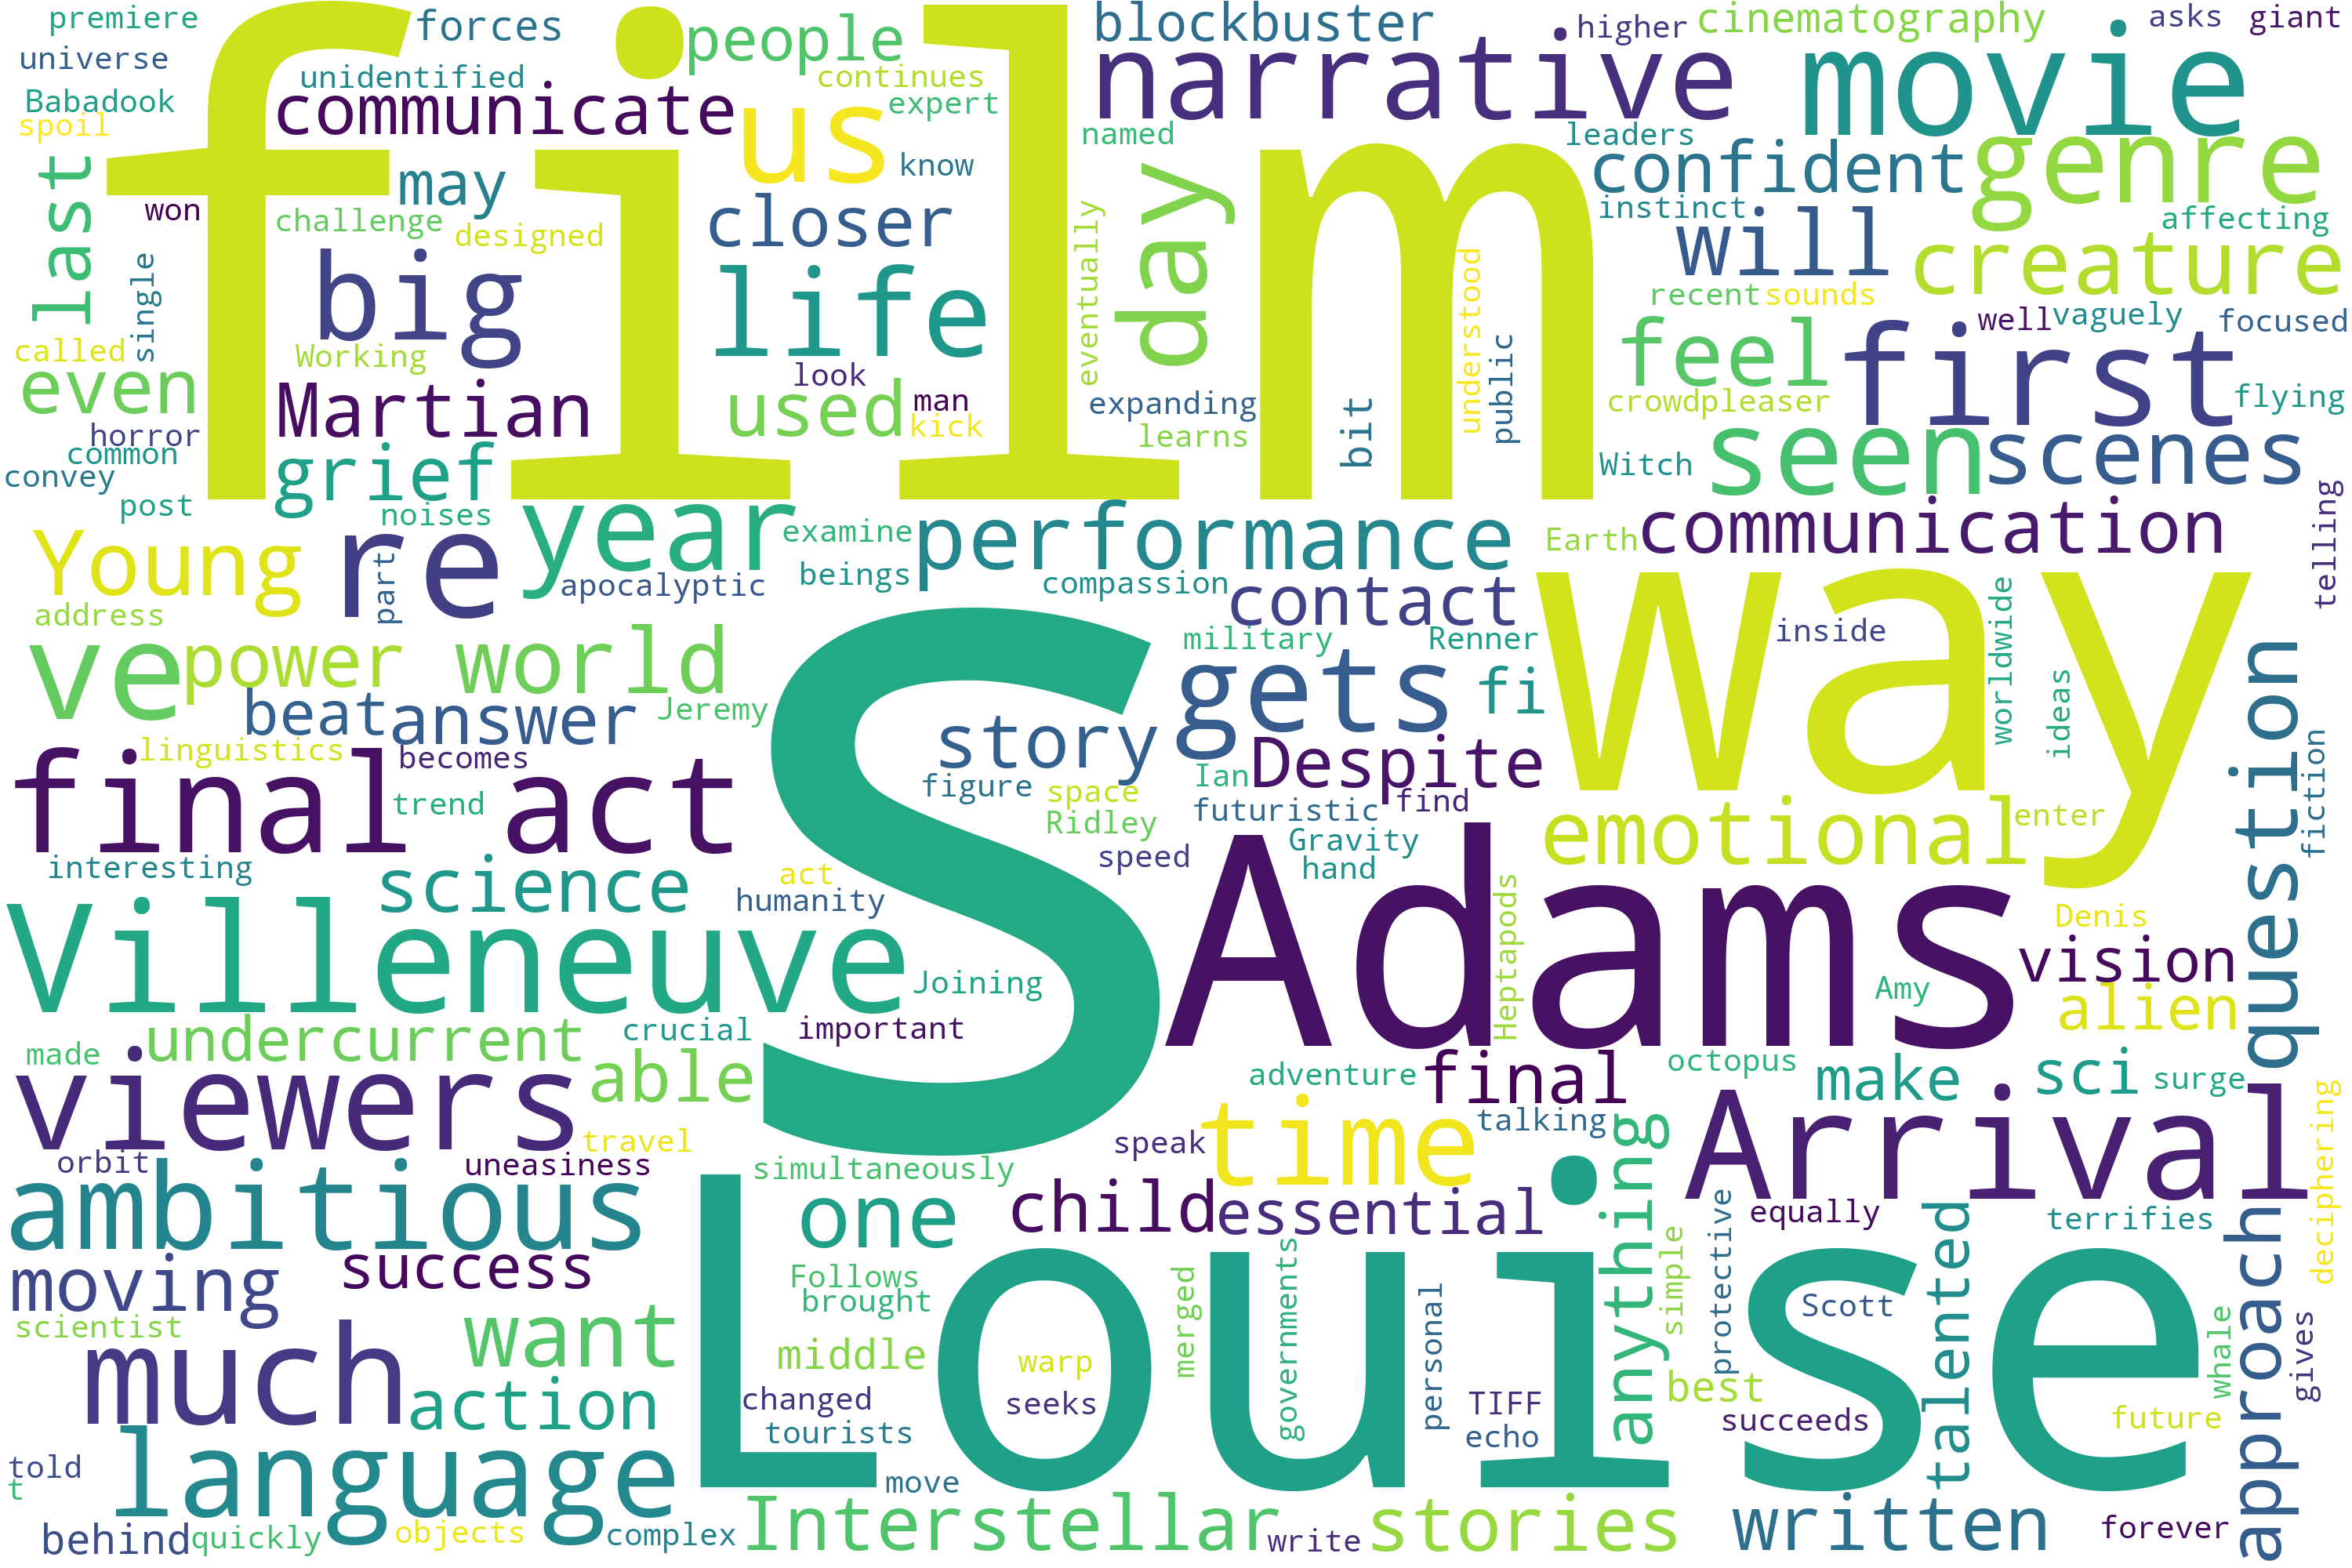 premiere
universe
Babadook
spoil
forces
unidentified
communicate
film
people
continues
us
expert
blockbuster
higher
cinematography
asks
giant
narrative
movie
named
leaders
confident
genre
last
won
may
know
challenge
designed
closer
eventually
day
instinct
will
affecting
creature
single
big
life
understood
recent
sounds
called
Working
look
public
feel
well
vaguely
focused
first
even
Martian
used
man
kick
expanding
learns
bit
crowdpleaser
flying
horror
common
convey
post
grief
noises
seen
scenes
Witch
telling
Young
re
year
examine
beings
performance
Earth
communication
part
apocalyptic
compassion
contact
way
address
ve
power
world
military
Renner
inside
worldwide
beat
answer
Jeremy
S
story
gets
fi
ideas
question
linguistics
becomes
final act
trend
figure
space
Ridley
Ian
Despite
futuristic
find
emotional
enter
fiction
interesting
science
act
humanity
speed
Gravity
hand
Adams
Heptapods
Villeneuve
Joining
Denis
vision
Amy
alien
made
undercurrent
crucial
important
viewers
able
travel
adventure
final
octopus
make
sci
surge
orbit
uneasiness
simultaneously
speak
time
talking
anything
Arrival
deciphering
ambitious
one
child
essential
equally
terrifies
moving
success
Follows
brought
Louise
merged
governments
personal
simple
protective
Scott
talented
approach
scientist
want
middle
warp
whale
gives
much
action
changed
seeks
TIFF
best
tourists
echo
succeeds
future
told
t
language
move
behind
quickly
objects
complex
Interstellar
write
stories
written
forever